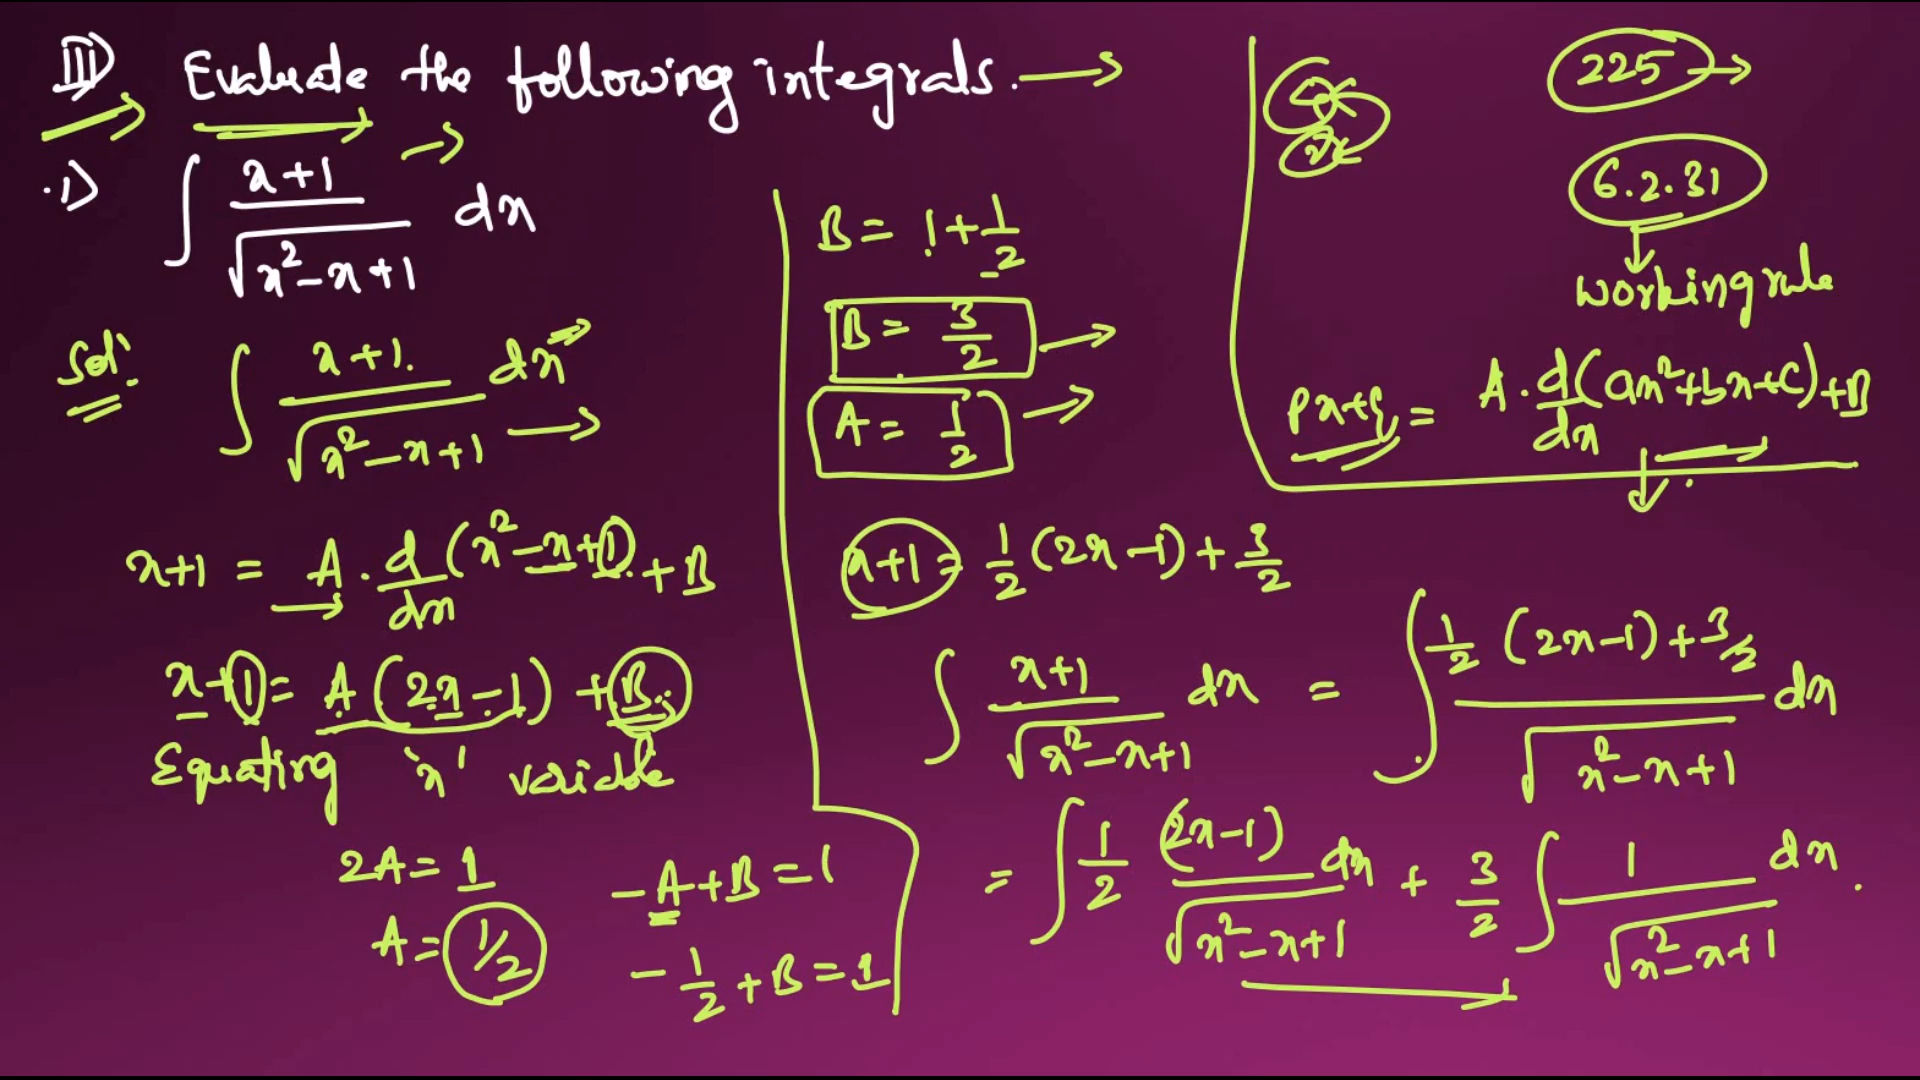 III) Evaluate the following integrals.
1) ∫ (x+1)/√(x²-x+1) dx
Sol: ∫ (x+1)/√(x²-x+1) dx
x+1 = A·d/dx(x²-x+1)+B
x+1 = A(2x-1)+B
Equating 'x' variable
2A=1
A=1/2
-A+B=1
-1/2+B=1
B=1+1/2
B=3/2
A=1/2
x+1=1/2(2x-1)+3/2
∫ (x+1)/√(x²-x+1) dx = ∫ (1/2(2x-1)+3/2)/√(x²-x+1) dx
= ∫ 1/2 (2x-1)/√(x²-x+1) dx + 3/2 ∫ 1/√(x²-x+1) dx.
225
6.2.31
working rule
px+q = A·d/dx(ax²+bx+c)+B